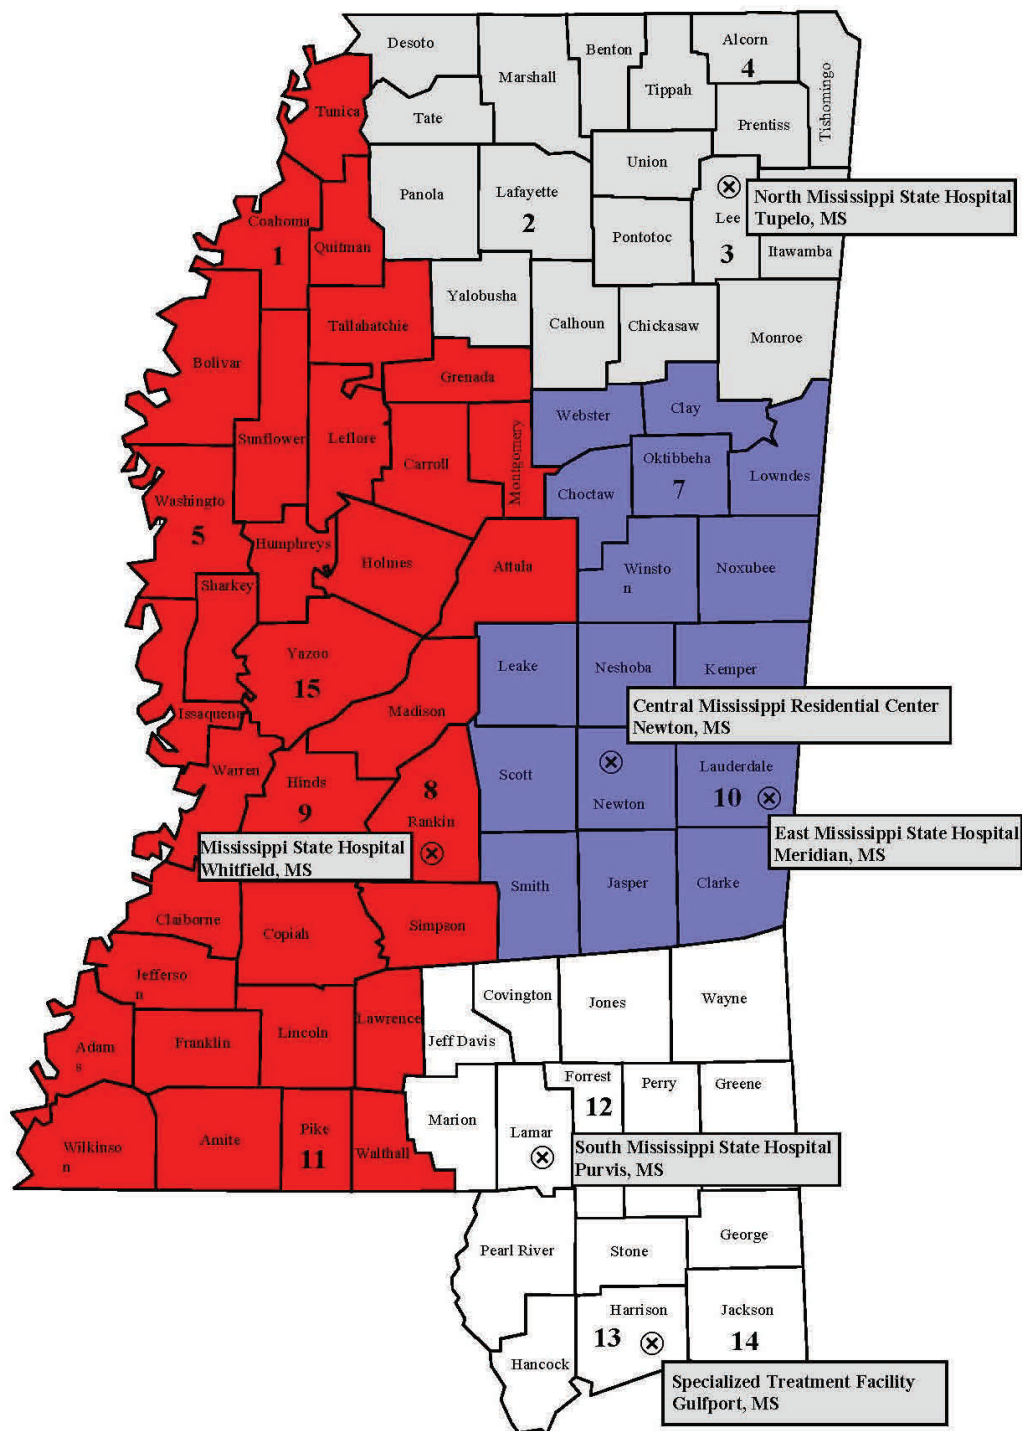 Desoto
Marshall
Benton
Tippah
Alcorn
4
Tishomingo
Tunica
Tate
Prentiss
Union
Panola
Lafayette
2
Lee
3
North Mississippi State Hospital
Tupelo, MS
Coahoma
1
Quitman
Pontotoc
Itawamba
Yalobusha
Calhoun
Chickasaw
Monroe
Tallabatchie
Bolivar
Grenada
Webster
Clay
Sunflower
Leflore
Carroll
Montgomery
Choctaw
Oktibbeha
7
Lowndes
Washingto
5
Humphreys
Holmes
Attala
Winsto
n
Noxubee
Sharkey
Yazoo
15
Leake
Neshoba
Kemper
Issaquena
Madison
Central Mississippi Residential Center
Newton, MS
Warren
Hinds
9
8
Rankin
Scott
Newton
Lauderdale
10
Mississippi State Hospital
Whitfield, MS
East Mississippi State Hospital
Meridian, MS
Smith
Jasper
Clarke
Claiborne
Copiah
Simpson
Jefferso
n
Covington
Jones
Wayne
Adam
s
Franklin
Lincoln
Lawrence
Jeff Davis
Marion
Lamar
Forrest
12
Perry
Greene
Wilkinso
n
Amite
Pike
11
Walthall
South Mississippi State Hospital
Purvis, MS
Pearl River
Stone
George
Hancock
Harrison
13
Jackson
14
Specialized Treatment Facility
Gulfport, MS